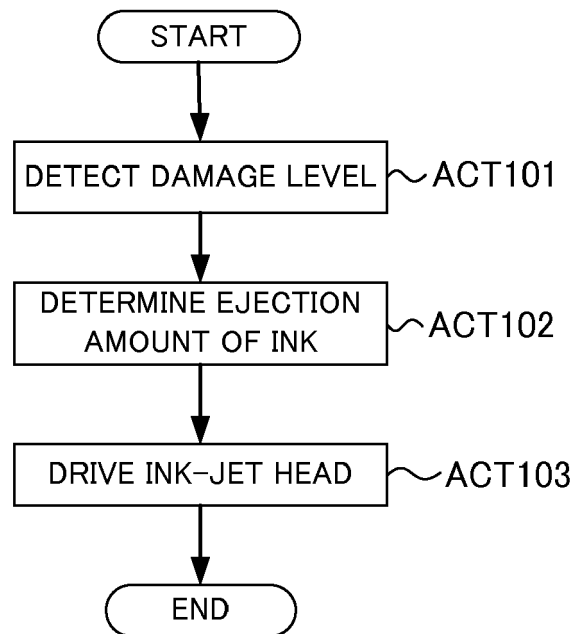 START
DETECT DAMAGE LEVEL
ACT101
DETERMINE EJECTION
AMOUNT OF INK
ACT102
DRIVE INK-JET HEAD
ACT103
END